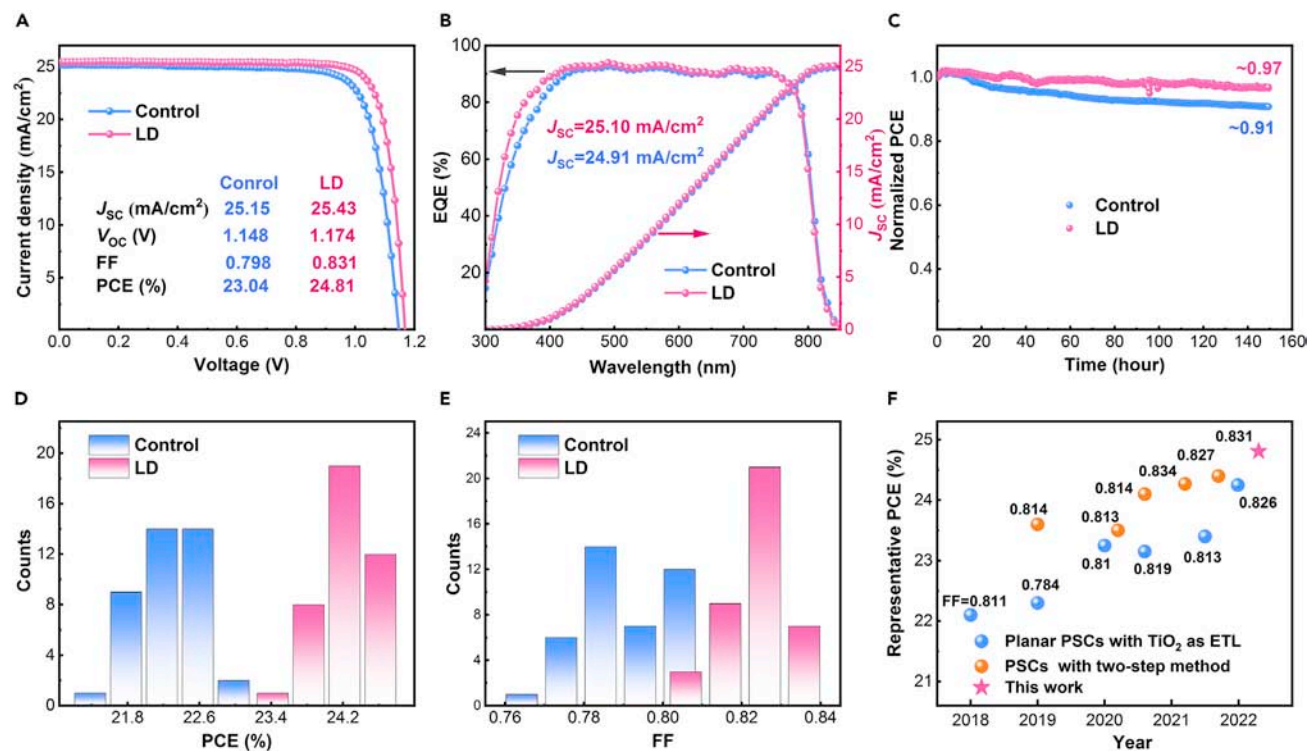 A
Current density (mA/cm²)
25
20
15
10
5
Control
LD
Conrol LD
J_SC (mA/cm²) 25.15 25.43
V_OC (V) 1.148 1.174
FF 0.798 0.831
PCE (%) 23.04 24.81
0.0 0.2 0.4 0.6 0.8 1.0 1.2
Voltage (V)
B
EQE (%)
100
80
60
40
20
J_SC=25.10 mA/cm²
J_SC=24.91 mA/cm²
Control
LD
30
25
20
15
10
5
0
J_SC (mA/cm²)
300 400 500 600 700 800
Wavelength (nm)
C
Normalized PCE
1.0
0.8
0.6
0.4
~0.97
~0.91
Control
LD
0 20 40 60 80 100 120 140 160
Time (hour)
D
Counts
20
16
12
8
4
0
Control
LD
21.8 22.6 23.4 24.2
PCE (%)
E
Counts
24
20
16
12
8
4
0
Control
LD
0.76 0.78 0.80 0.82 0.84
FF
F
Representative PCE (%)
25
24
23
22
21
0.831
0.827
0.834
0.814
0.826
0.814
0.813
0.81
0.819
0.813
0.784
FF=0.811
Planar PSCs with TiO₂ as ETL
PSCs with two-step method
This work
2018 2019 2020 2021 2022
Year